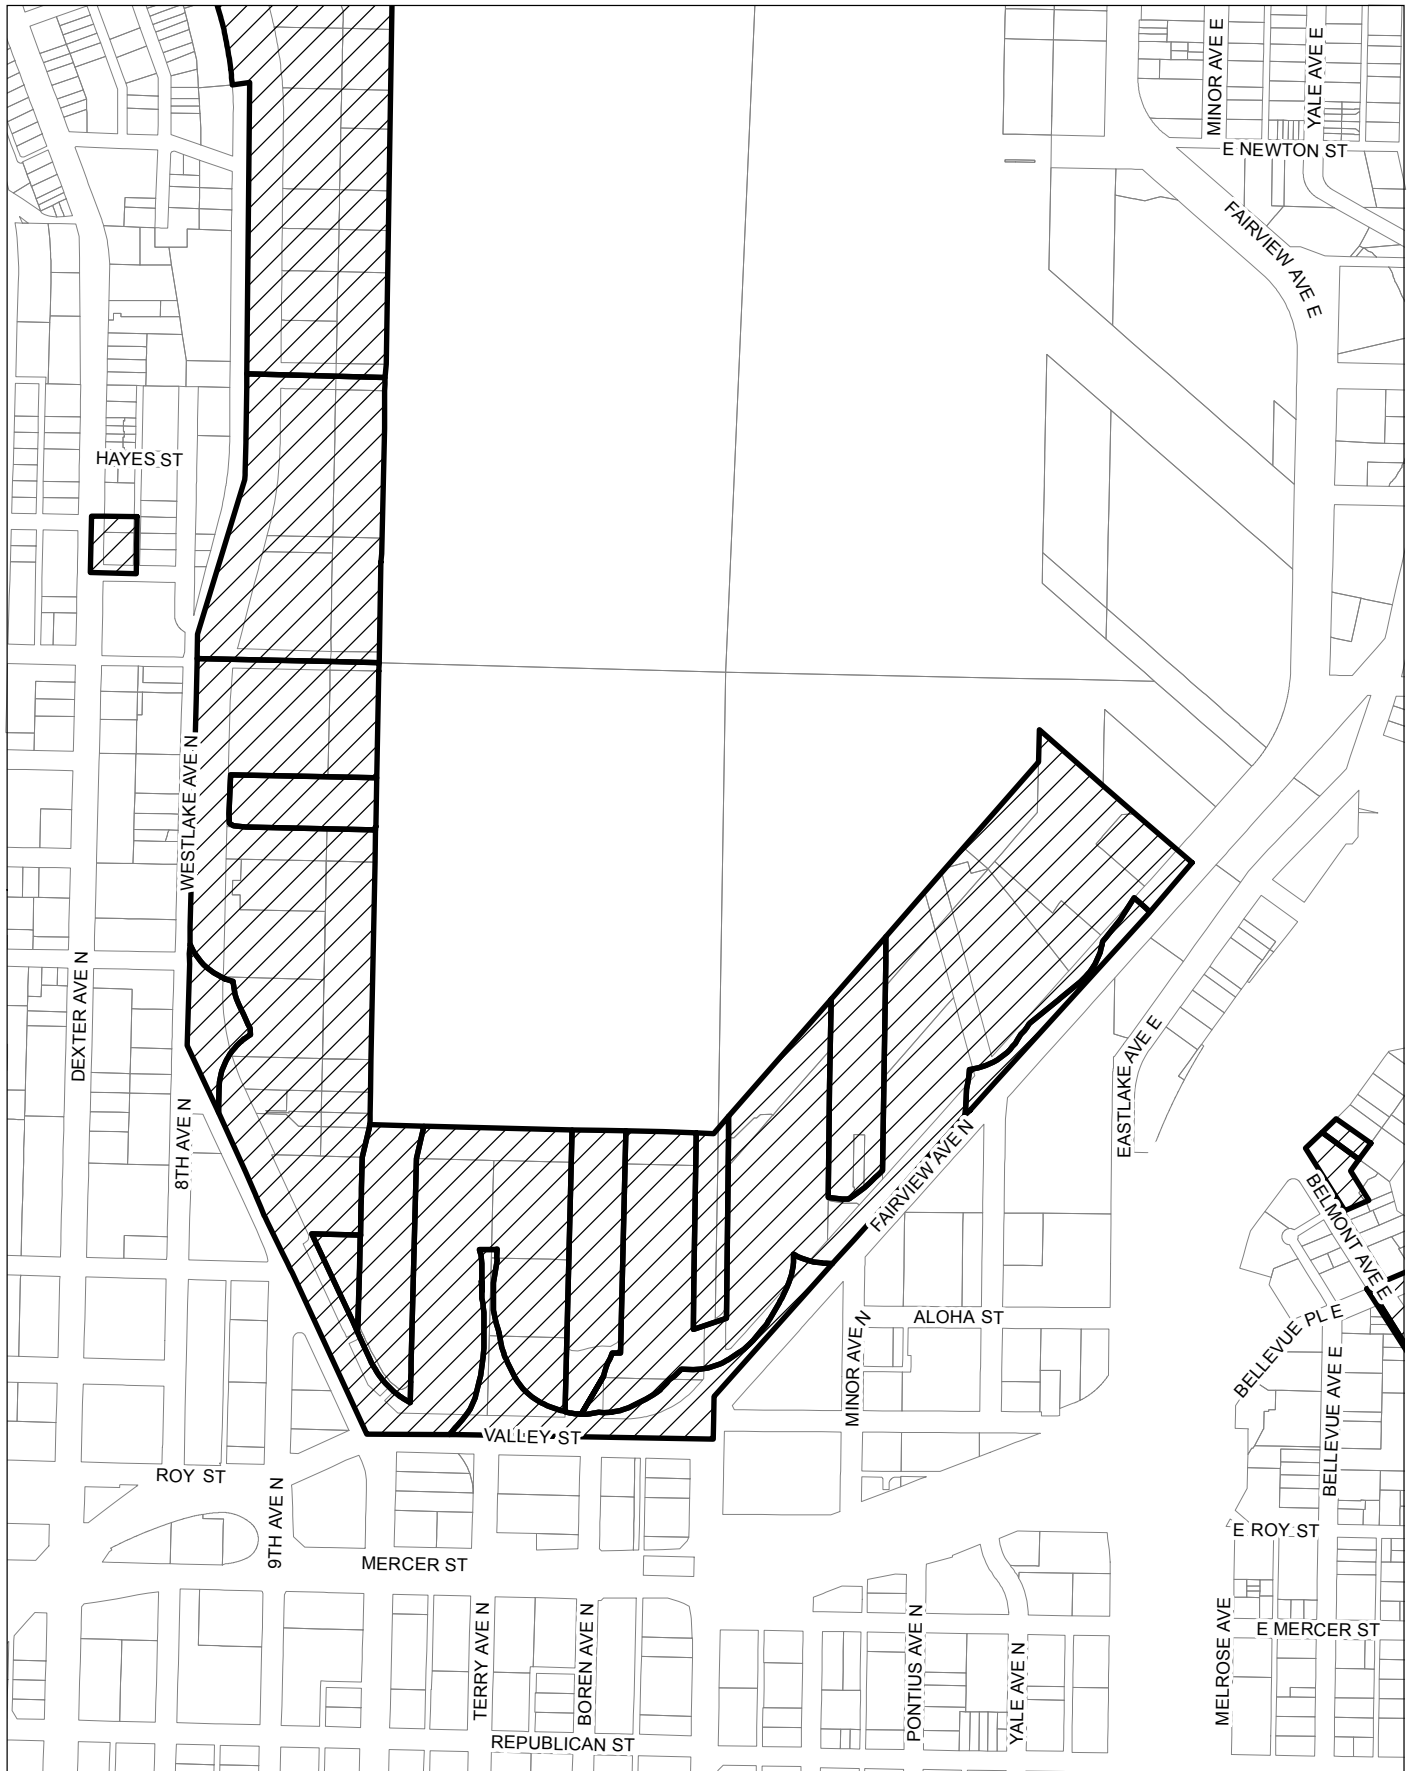 MINOR AVE E
YALE AVE E
E NEWTON ST
FAIRVIEW AVE E
HAYES ST
WESTLAKE AVE N
DEXTER AVE N
8TH AVE N
EASTLAKE AVE E
FAIRVIEW AVE N
BELMONT AVE E
ALOHA ST
MINOR AVE N
BELLEVUE PL E
BELLEVUE AVE E
VALLEY ST
ROY ST
9TH AVE N
E ROY ST
MERCER ST
TERRY AVE N
BOREN AVE N
PONTIUS AVE N
YALE AVE N
MELROSE AVE
E MERCER ST
REPUBLICAN ST